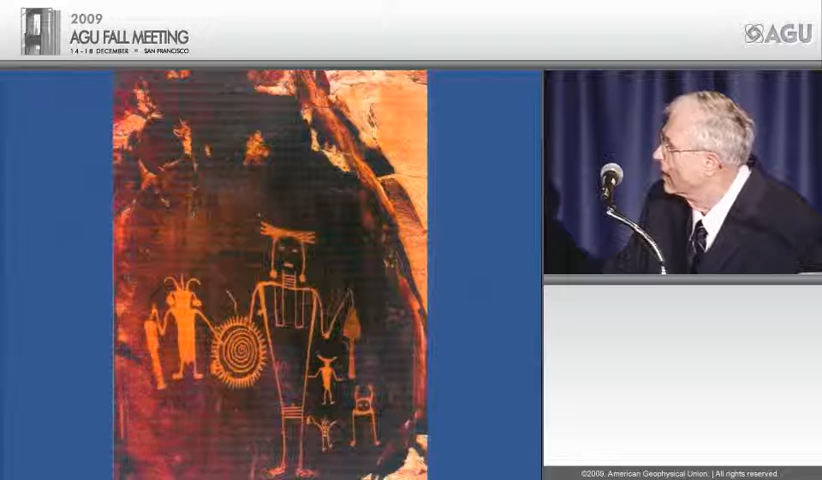 2009
AGU FALL MEETING
14-18 DECEMBER • SAN FRANCISCO
AGU
©2009. American Geophysical Union. | All rights reserved.